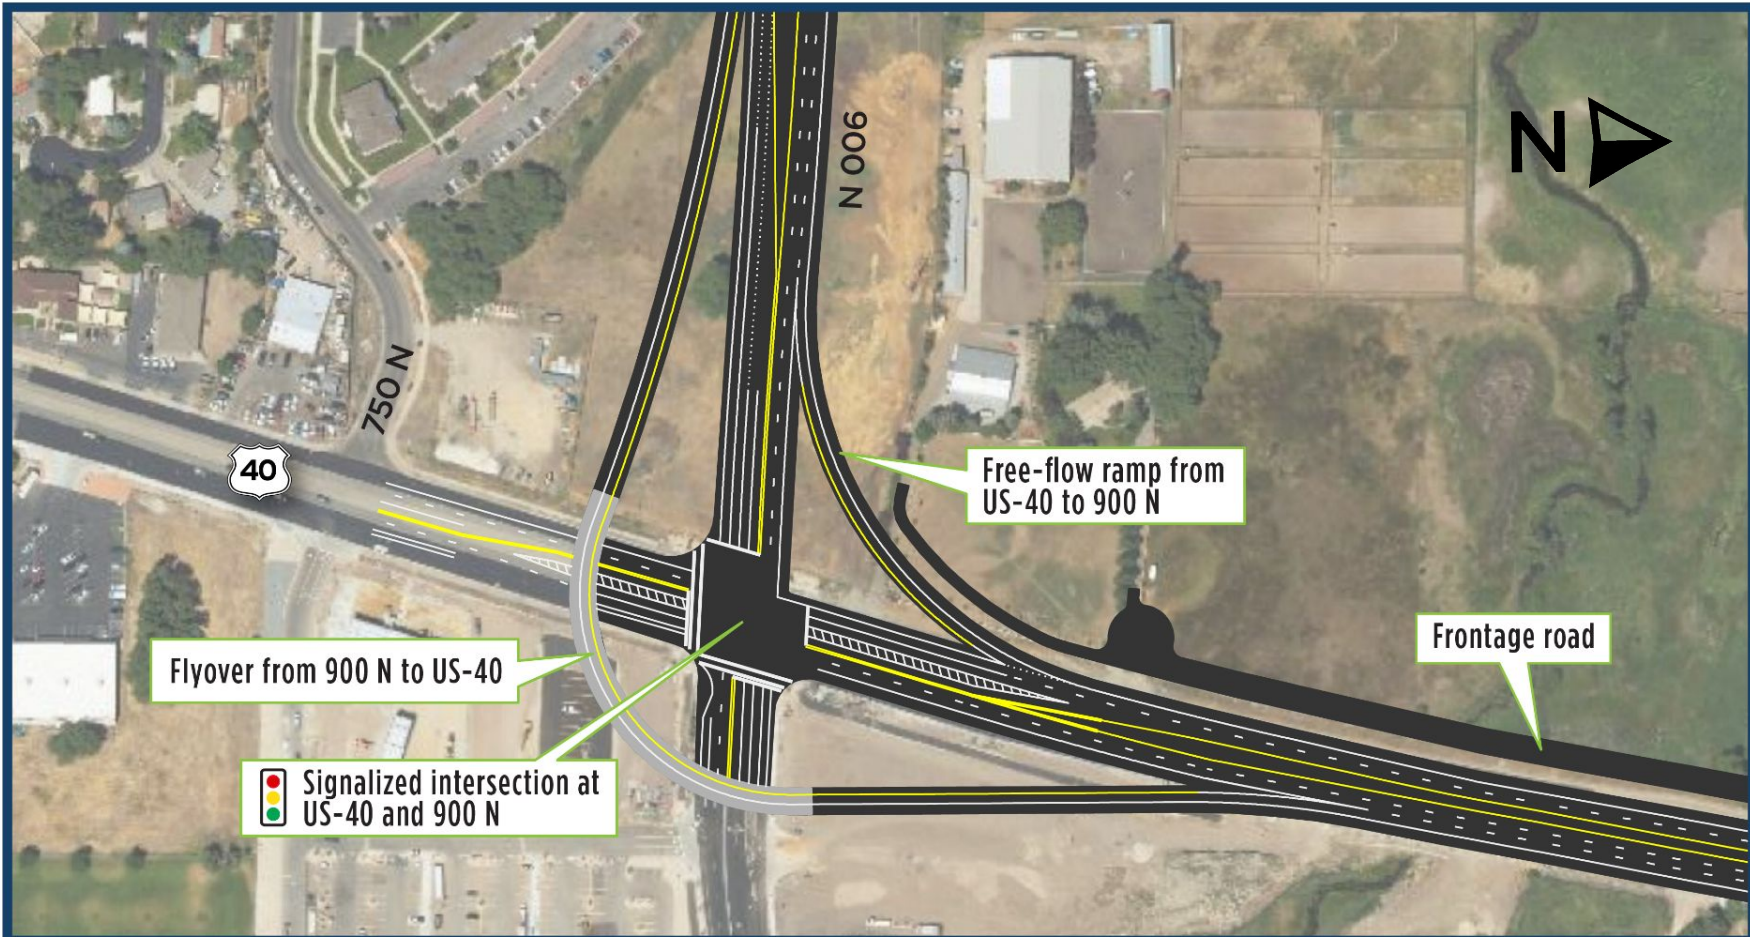 900 N
N
750 N
40
Free-flow ramp from
US-40 to 900 N
Frontage road
Flyover from 900 N to US-40
Signalized intersection at
US-40 and 900 N